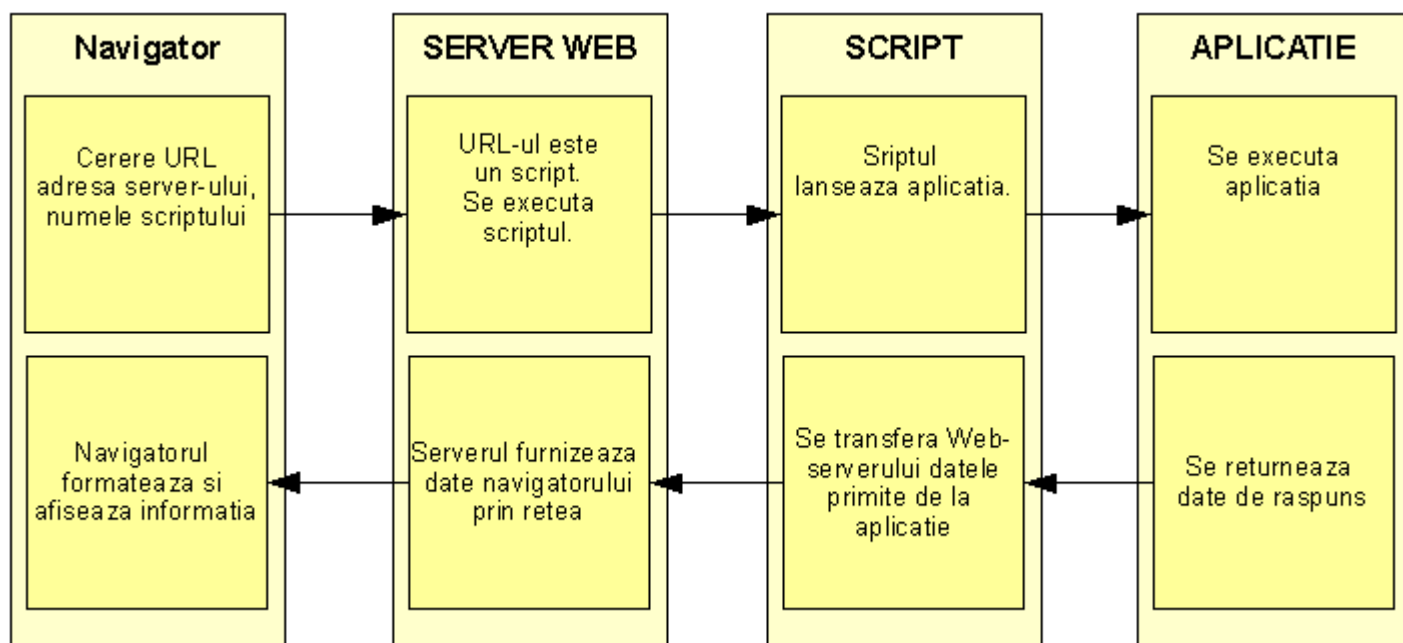 Navigator
Cerere URL
adresa server-ului,
numele scriptului
Navigatorul
formateaza si
afiseaza informatia
SERVER WEB
URL-ul este
un script.
Se executa
scriptul.
Serverul furnizeaza
date navigatorului
prin retea
SCRIPT
Sriptul
lanseaza aplicatia.
Se transfera Web-
serverului datele
primite de la
aplicatie
APLICATIE
Se executa
aplicatia
Se returneaza
date de raspuns